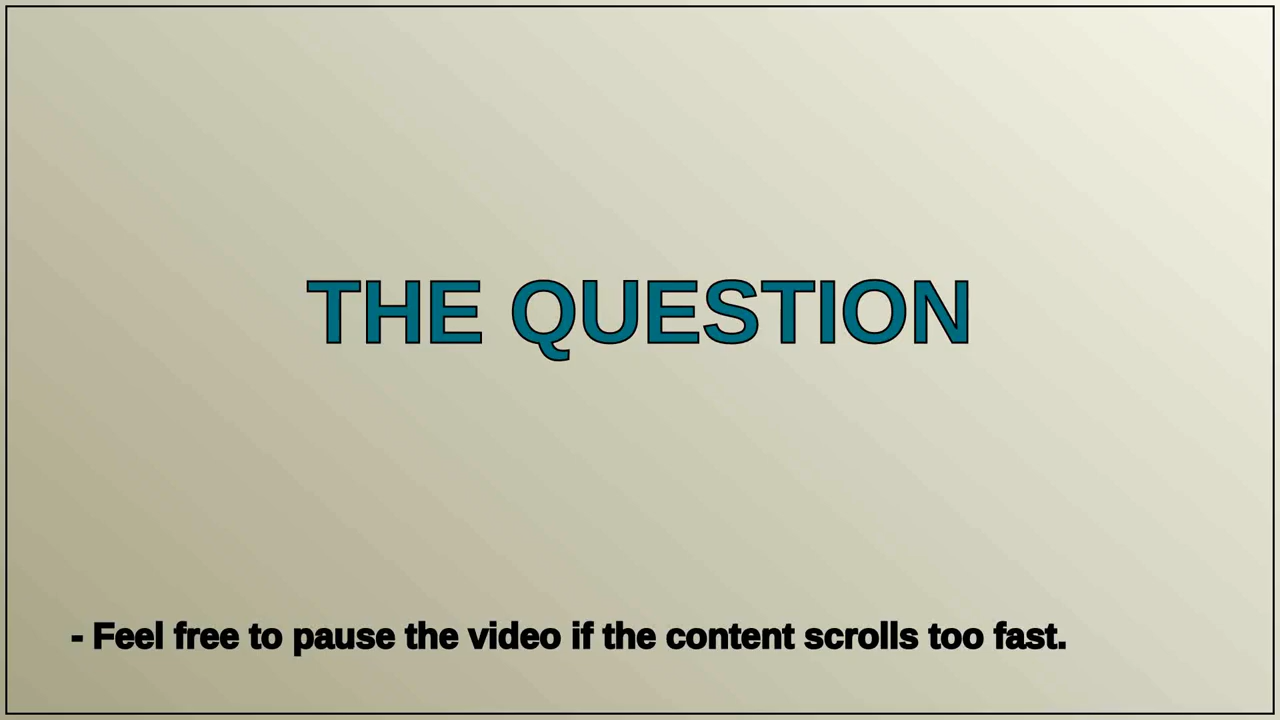 THE QUESTION
- Feel free to pause the video if the content scrolls too fast.